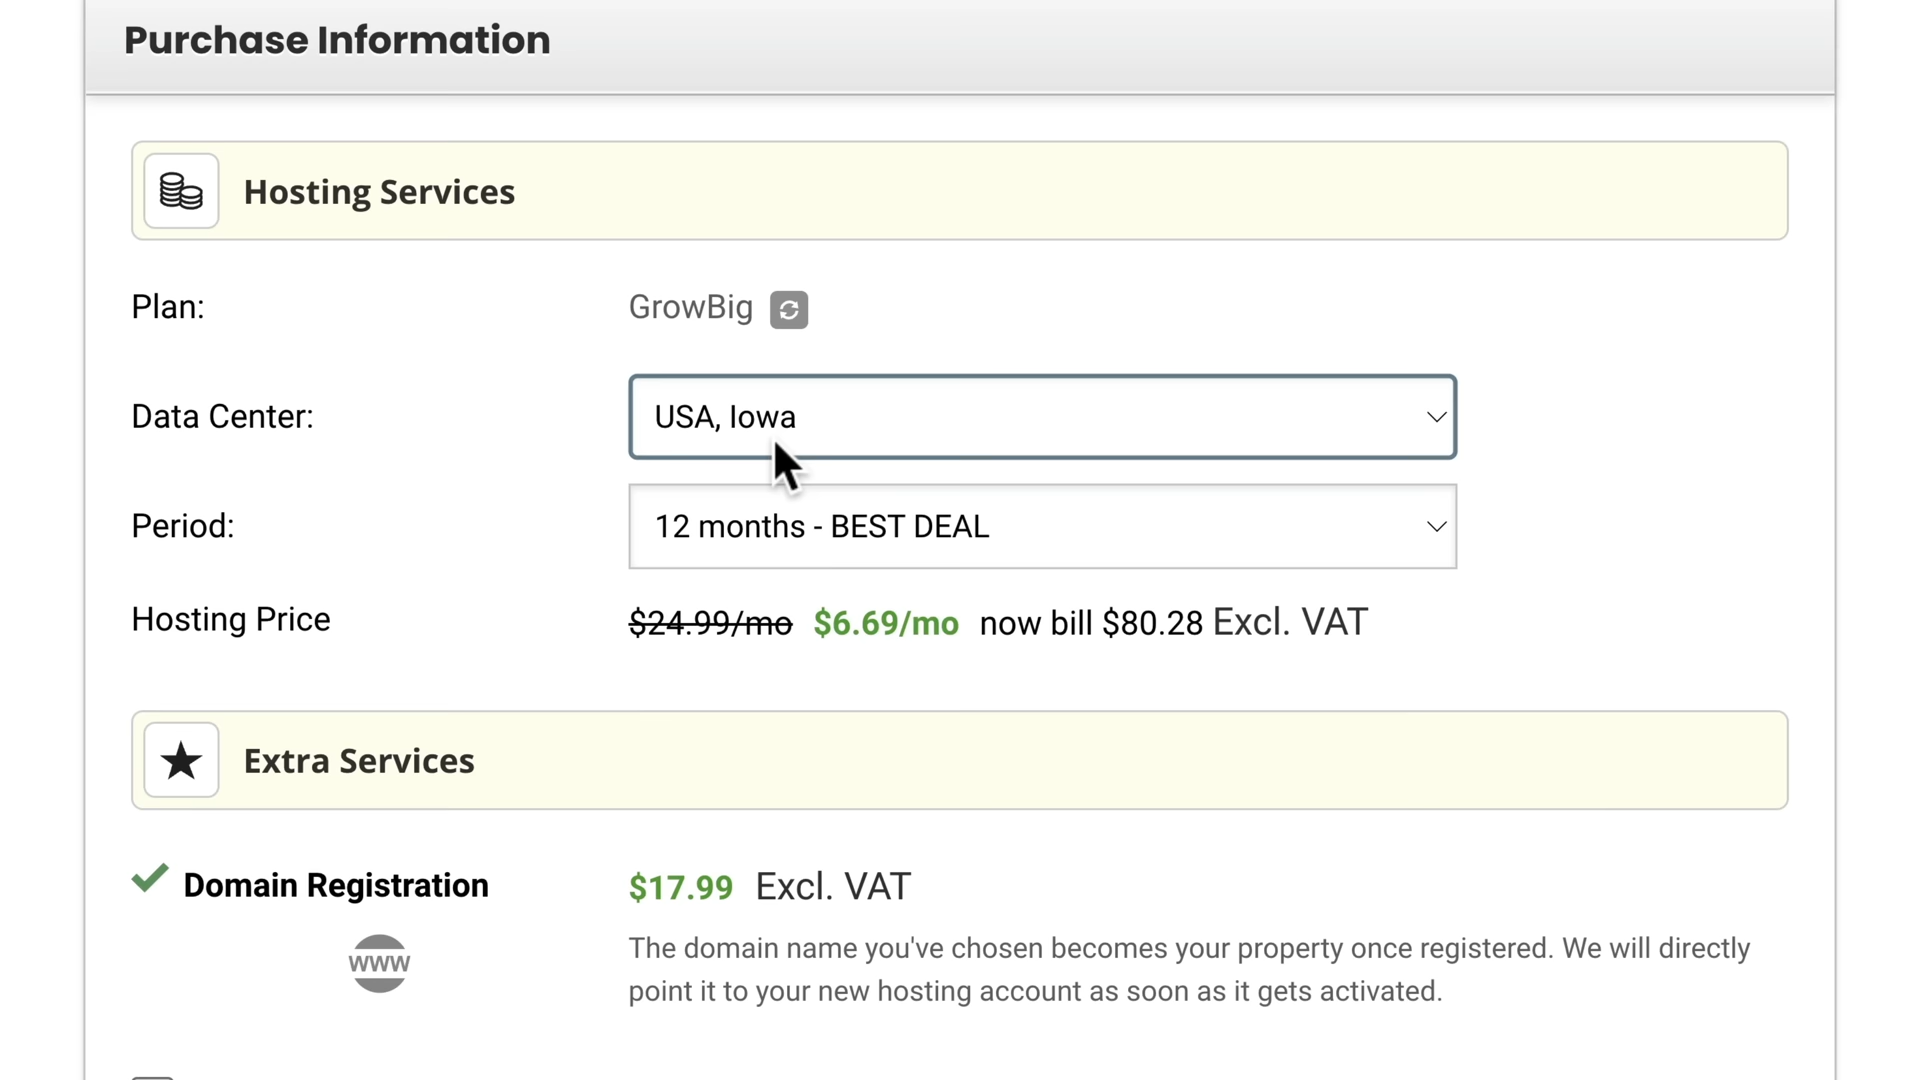 Purchase Information
Hosting Services
Plan: GrowBig
Data Center: USA, Iowa
Period: 12 months - BEST DEAL
Hosting Price $24.99/mo $6.69/mo now bill $80.28 Excl. VAT
Extra Services
Domain Registration $17.99 Excl. VAT
www
The domain name you've chosen becomes your property once registered. We will directly
point it to your new hosting account as soon as it gets activated.